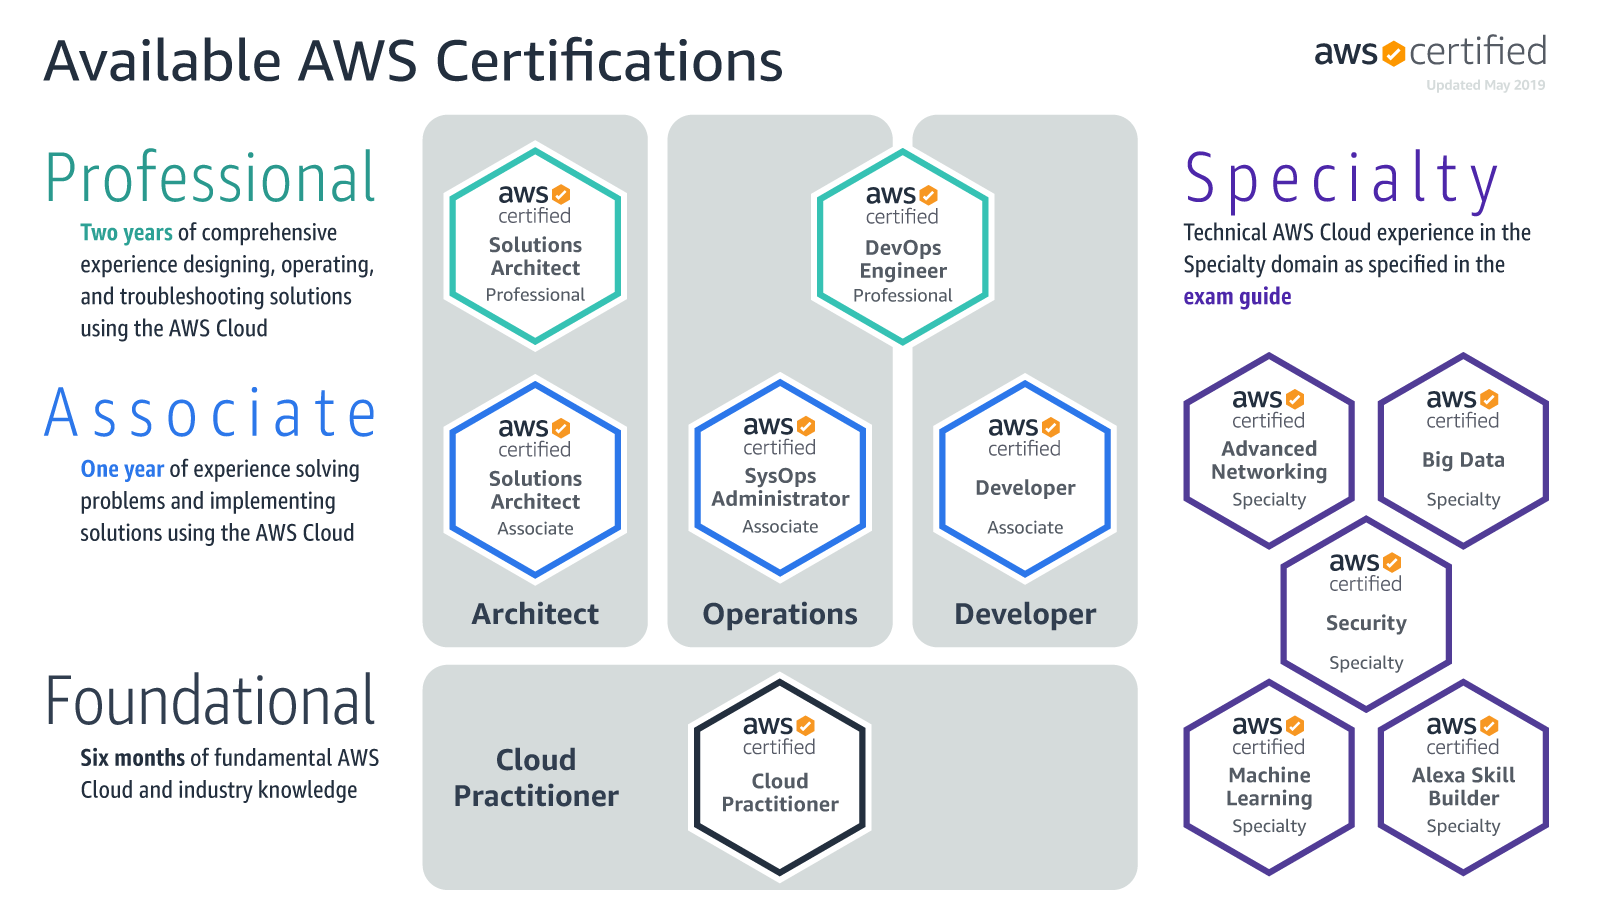 Available AWS Certifications
aws certified
Updated May 2019
Professional
Two years of comprehensive
experience designing, operating,
and troubleshooting solutions
using the AWS Cloud
Associate
One year of experience solving
problems and implementing
solutions using the AWS Cloud
Foundational
Six months of fundamental AWS
Cloud and industry knowledge
aws
certified
Solutions
Architect
Professional
aws
certified
DevOps
Engineer
Professional
aws
certified
Solutions
Architect
Associate
aws
certified
SysOps
Administrator
Associate
aws
certified
Developer
Associate
Architect
Operations
Developer
Cloud
Practitioner
aws
certified
Cloud
Practitioner
Specialty
Technical AWS Cloud experience in the
Specialty domain as specified in the
exam guide
aws
certified
Advanced
Networking
Specialty
aws
certified
Big Data
Specialty
aws
certified
Security
Specialty
aws
certified
Machine
Learning
Specialty
aws
certified
Alexa Skill
Builder
Specialty